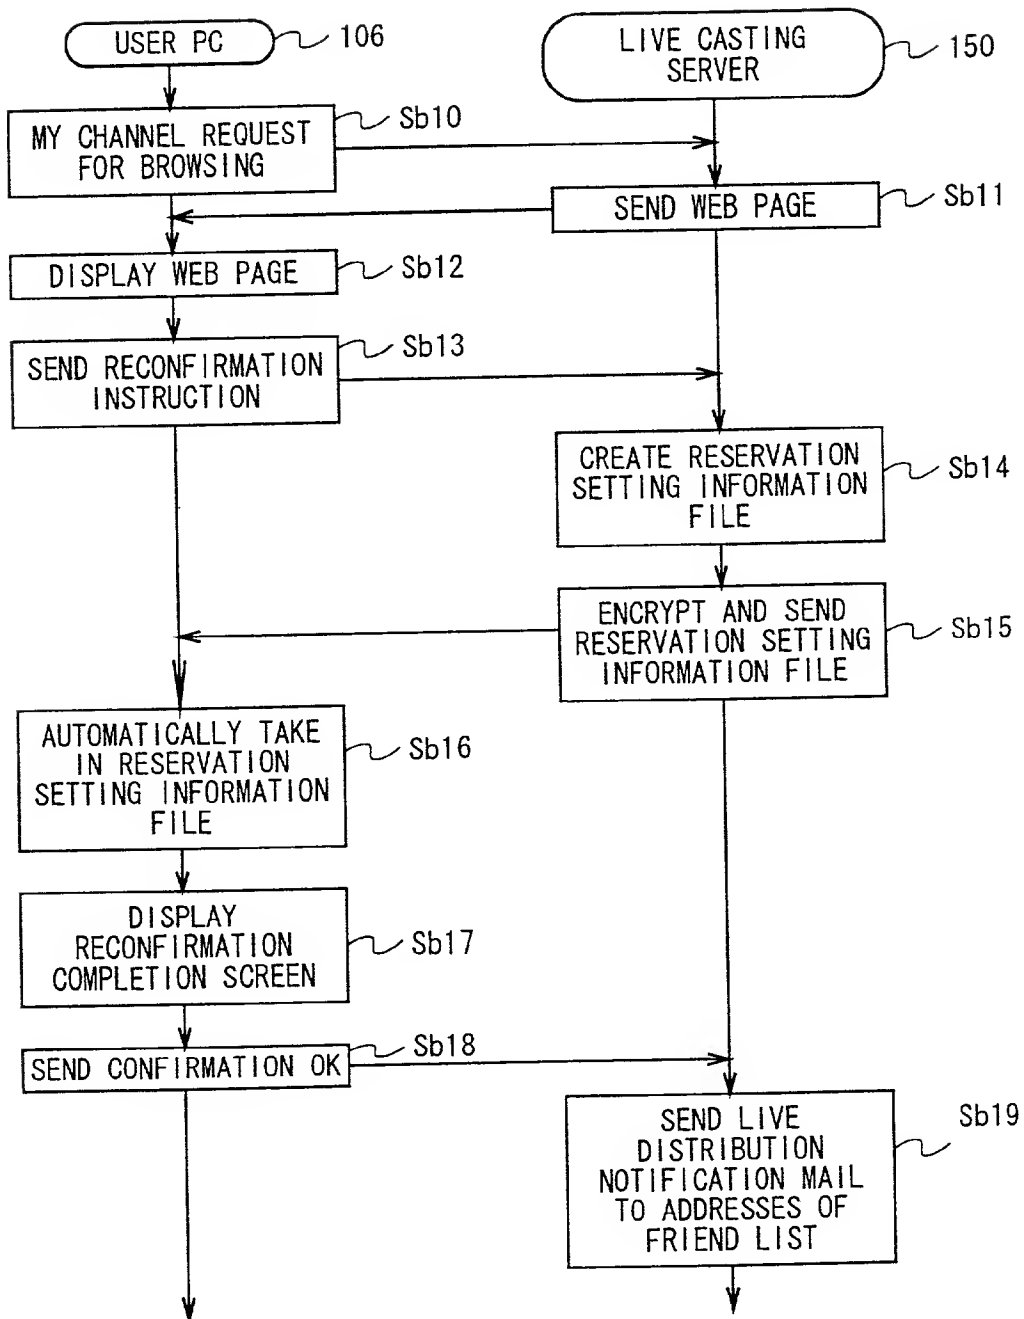 USER PC
106
LIVE CASTING
SERVER
150
MY CHANNEL REQUEST
FOR BROWSING
Sb10
SEND WEB PAGE
Sb11
DISPLAY WEB PAGE
Sb12
SEND RECONFIRMATION
INSTRUCTION
Sb13
CREATE RESERVATION
SETTING INFORMATION
FILE
Sb14
ENCRYPT AND SEND
RESERVATION SETTING
INFORMATION FILE
Sb15
AUTOMATICALLY TAKE
IN RESERVATION
SETTING INFORMATION
FILE
Sb16
DISPLAY
RECONFIRMATION
COMPLETION SCREEN
Sb17
SEND CONFIRMATION OK
Sb18
SEND LIVE
DISTRIBUTION
NOTIFICATION MAIL
TO ADDRESSES OF
FRIEND LIST
Sb19